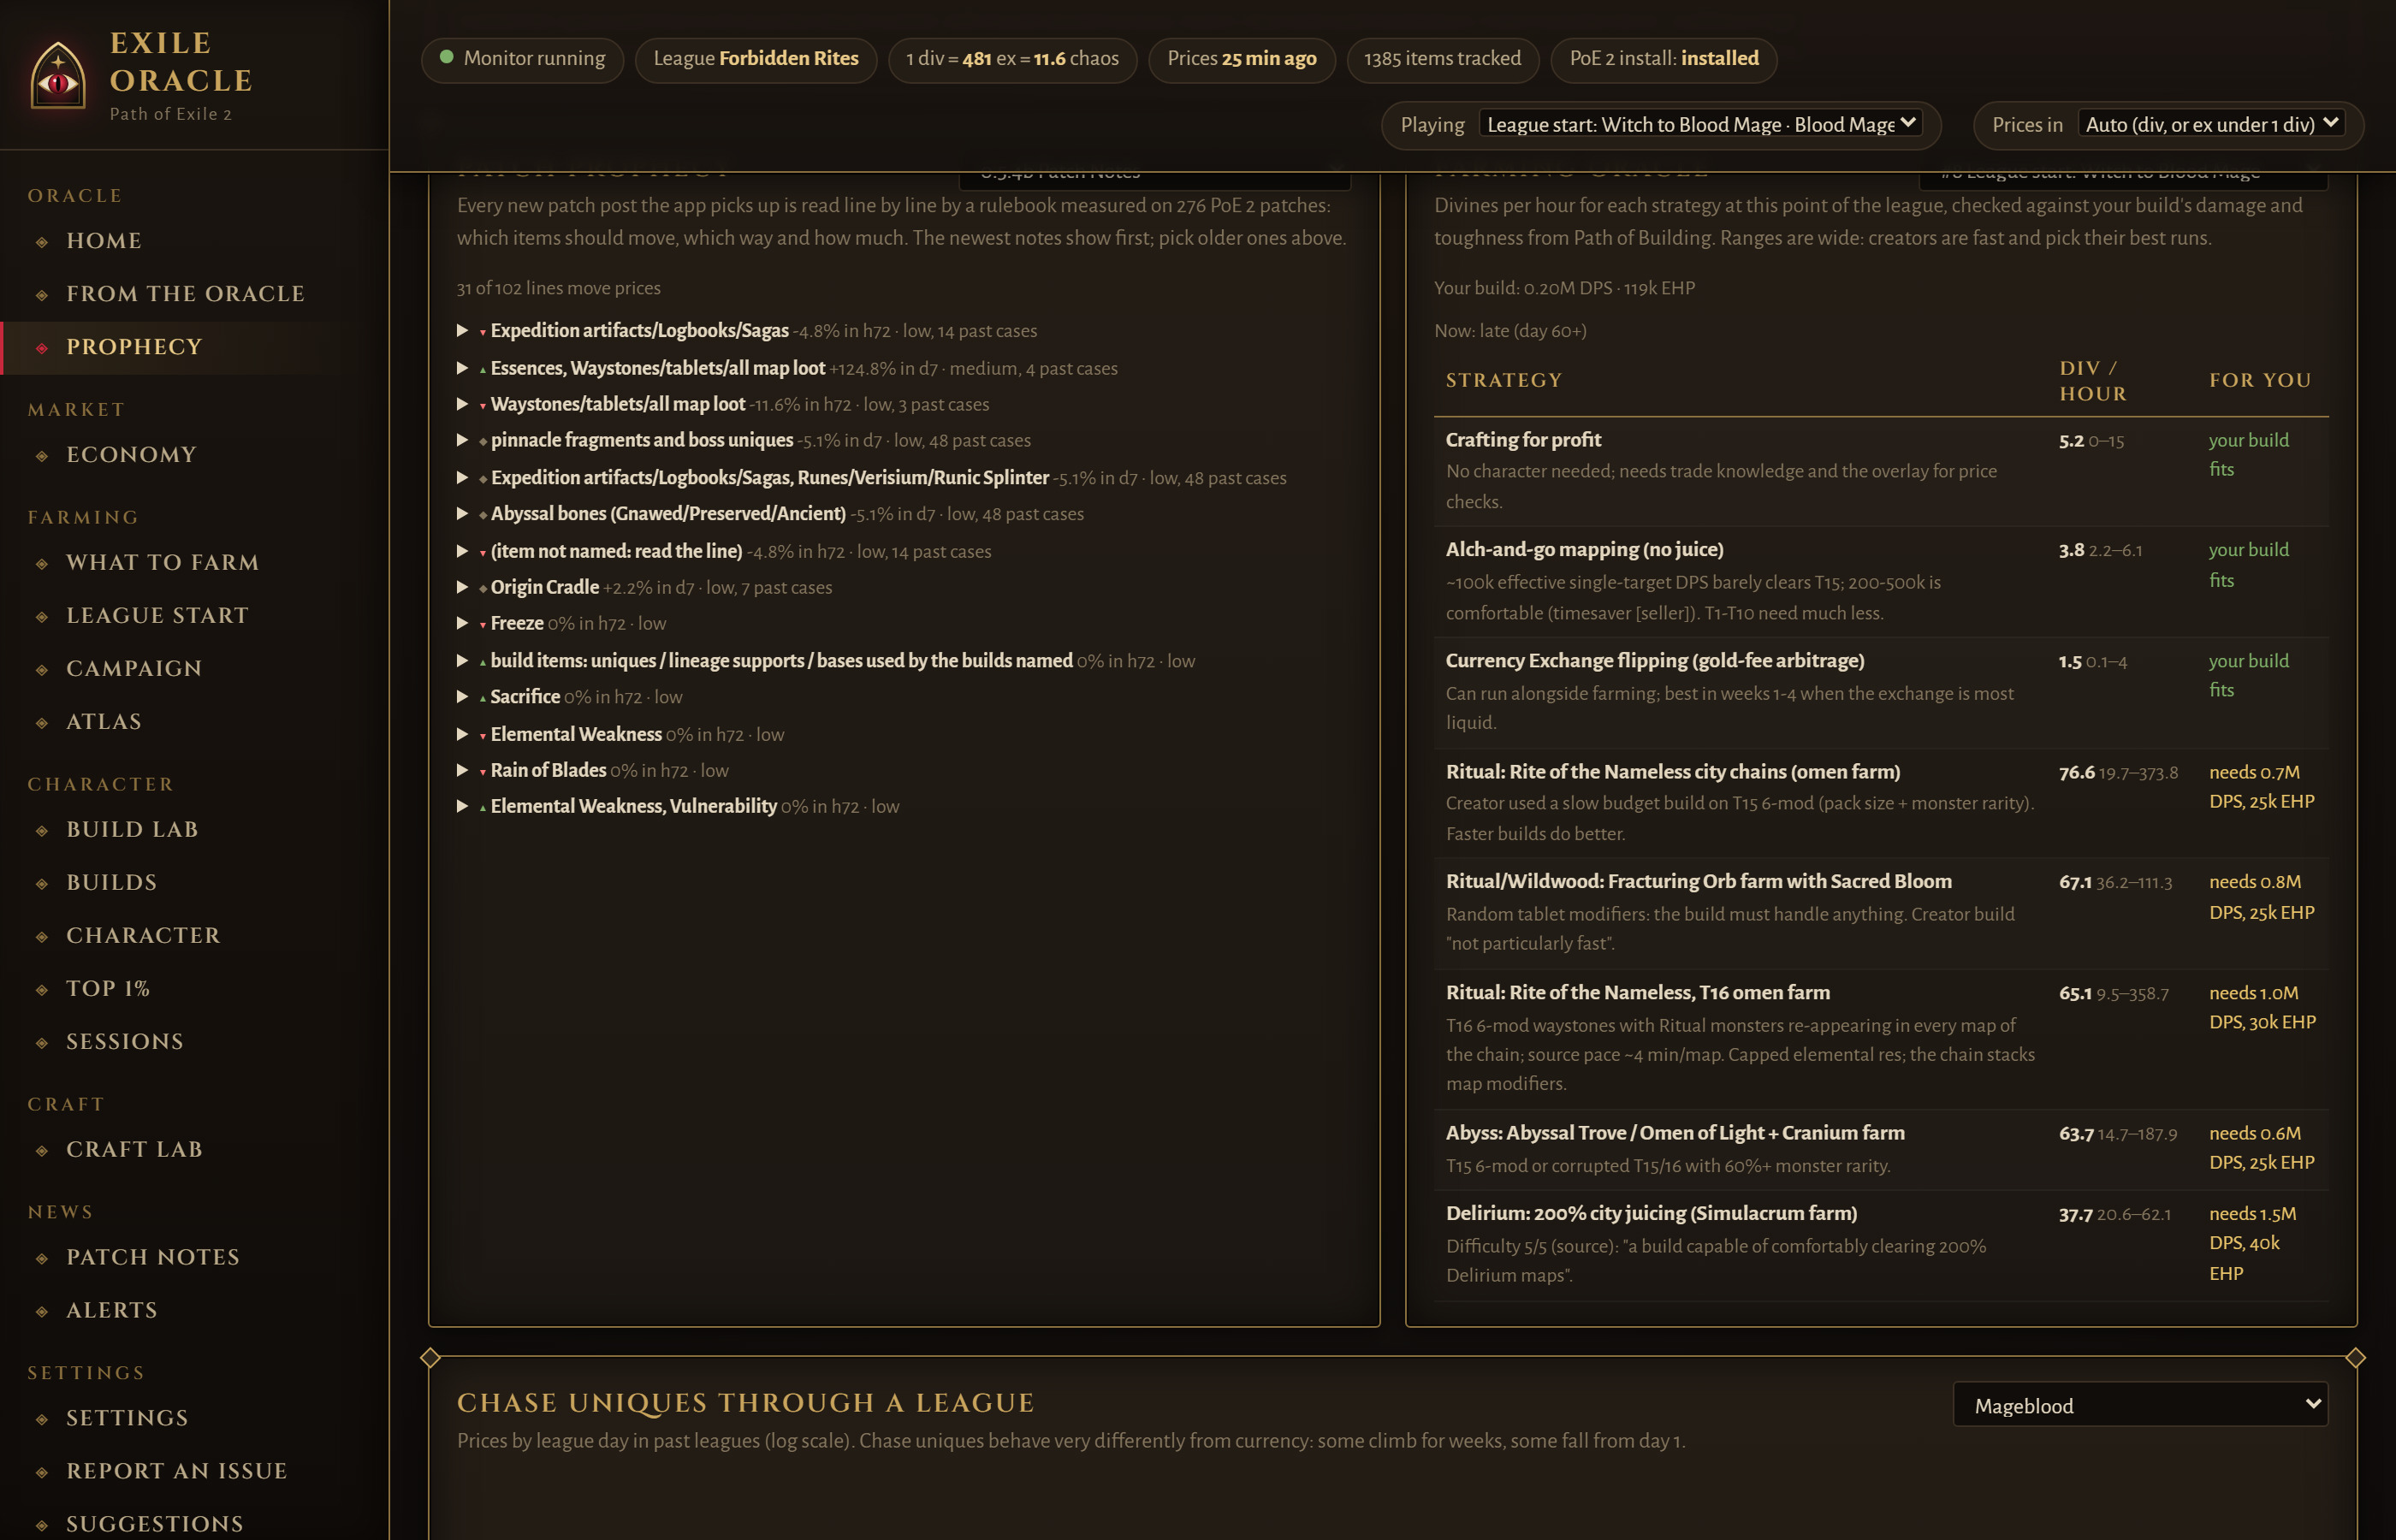 EXILE
ORACLE
Path of Exile 2
ORACLE
HOME
FROM THE ORACLE
PROPHECY
MARKET
ECONOMY
FARMING
WHAT TO FARM
LEAGUE START
CAMPAIGN
ATLAS
CHARACTER
BUILD LAB
BUILDS
CHARACTER
TOP 1%
SESSIONS
CRAFT
CRAFT LAB
NEWS
PATCH NOTES
ALERTS
SETTINGS
SETTINGS
REPORT AN ISSUE
SUGGESTIONS
Monitor running
League Forbidden Rites
1 div = 481 ex = 11.6 chaos
Prices 25 min ago
1385 items tracked
PoE 2 install: installed
Playing League start: Witch to Blood Mage · Blood Mage
Prices in Auto (div, or ex under 1 div)
Every new patch post the app picks up is read line by line by a rulebook measured on 276 PoE 2 patches:
which items should move, which way and how much. The newest notes show first; pick older ones above.
31 of 102 lines move prices
Expedition artifacts/Logbooks/Sagas -4.8% in h72 · low, 14 past cases
Essences, Waystones/tablets/all map loot +124.8% in d7 · medium, 4 past cases
Waystones/tablets/all map loot -11.6% in h72 · low, 3 past cases
pinnacle fragments and boss uniques -5.1% in d7 · low, 48 past cases
Expedition artifacts/Logbooks/Sagas, Runes/Verisium/Runic Splinter -5.1% in d7 · low, 48 past cases
Abyssal bones (Gnawed/Preserved/Ancient) -5.1% in d7 · low, 48 past cases
(item not named: read the line) -4.8% in h72 · low, 14 past cases
Origin Cradle +2.2% in d7 · low, 7 past cases
Freeze 0% in h72 · low
build items: uniques / lineage supports / bases used by the builds named 0% in h72 · low
Sacrifice 0% in h72 · low
Elemental Weakness 0% in h72 · low
Rain of Blades 0% in h72 · low
Elemental Weakness, Vulnerability 0% in h72 · low
Divines per hour for each strategy at this point of the league, checked against your build's damage and
toughness from Path of Building. Ranges are wide: creators are fast and pick their best runs.
Your build: 0.20M DPS · 119k EHP
Now: late (day 60+)
STRATEGY
DIV /
HOUR
FOR YOU
Crafting for profit
No character needed; needs trade knowledge and the overlay for price
checks.
5.2 0–15
your build
fits
Alch-and-go mapping (no juice)
~100k effective single-target DPS barely clears T15; 200-500k is
comfortable (timesaver [seller]). T1-T10 need much less.
3.8 2.2–6.1
your build
fits
Currency Exchange flipping (gold-fee arbitrage)
Can run alongside farming; best in weeks 1-4 when the exchange is most
liquid.
1.5 0.1–4
your build
fits
Ritual: Rite of the Nameless city chains (omen farm)
Creator used a slow budget build on T15 6-mod (pack size + monster rarity).
Faster builds do better.
76.6 19.7–373.8
needs 0.7M
DPS, 25k EHP
Ritual/Wildwood: Fracturing Orb farm with Sacred Bloom
Random tablet modifiers: the build must handle anything. Creator build
"not particularly fast".
67.1 36.2–111.3
needs 0.8M
DPS, 25k EHP
Ritual: Rite of the Nameless, T16 omen farm
T16 6-mod waystones with Ritual monsters re-appearing in every map of
the chain; source pace ~4 min/map. Capped elemental res; the chain stacks
map modifiers.
65.1 9.5–358.7
needs 1.0M
DPS, 30k EHP
Abyss: Abyssal Trove / Omen of Light + Cranium farm
T15 6-mod or corrupted T15/16 with 60%+ monster rarity.
63.7 14.7–187.9
needs 0.6M
DPS, 25k EHP
Delirium: 200% city juicing (Simulacrum farm)
Difficulty 5/5 (source): "a build capable of comfortably clearing 200%
Delirium maps".
37.7 20.6–62.1
needs 1.5M
DPS, 40k
EHP
CHASE UNIQUES THROUGH A LEAGUE
Mageblood
Prices by league day in past leagues (log scale). Chase uniques behave very differently from currency: some climb for weeks, some fall from day 1.